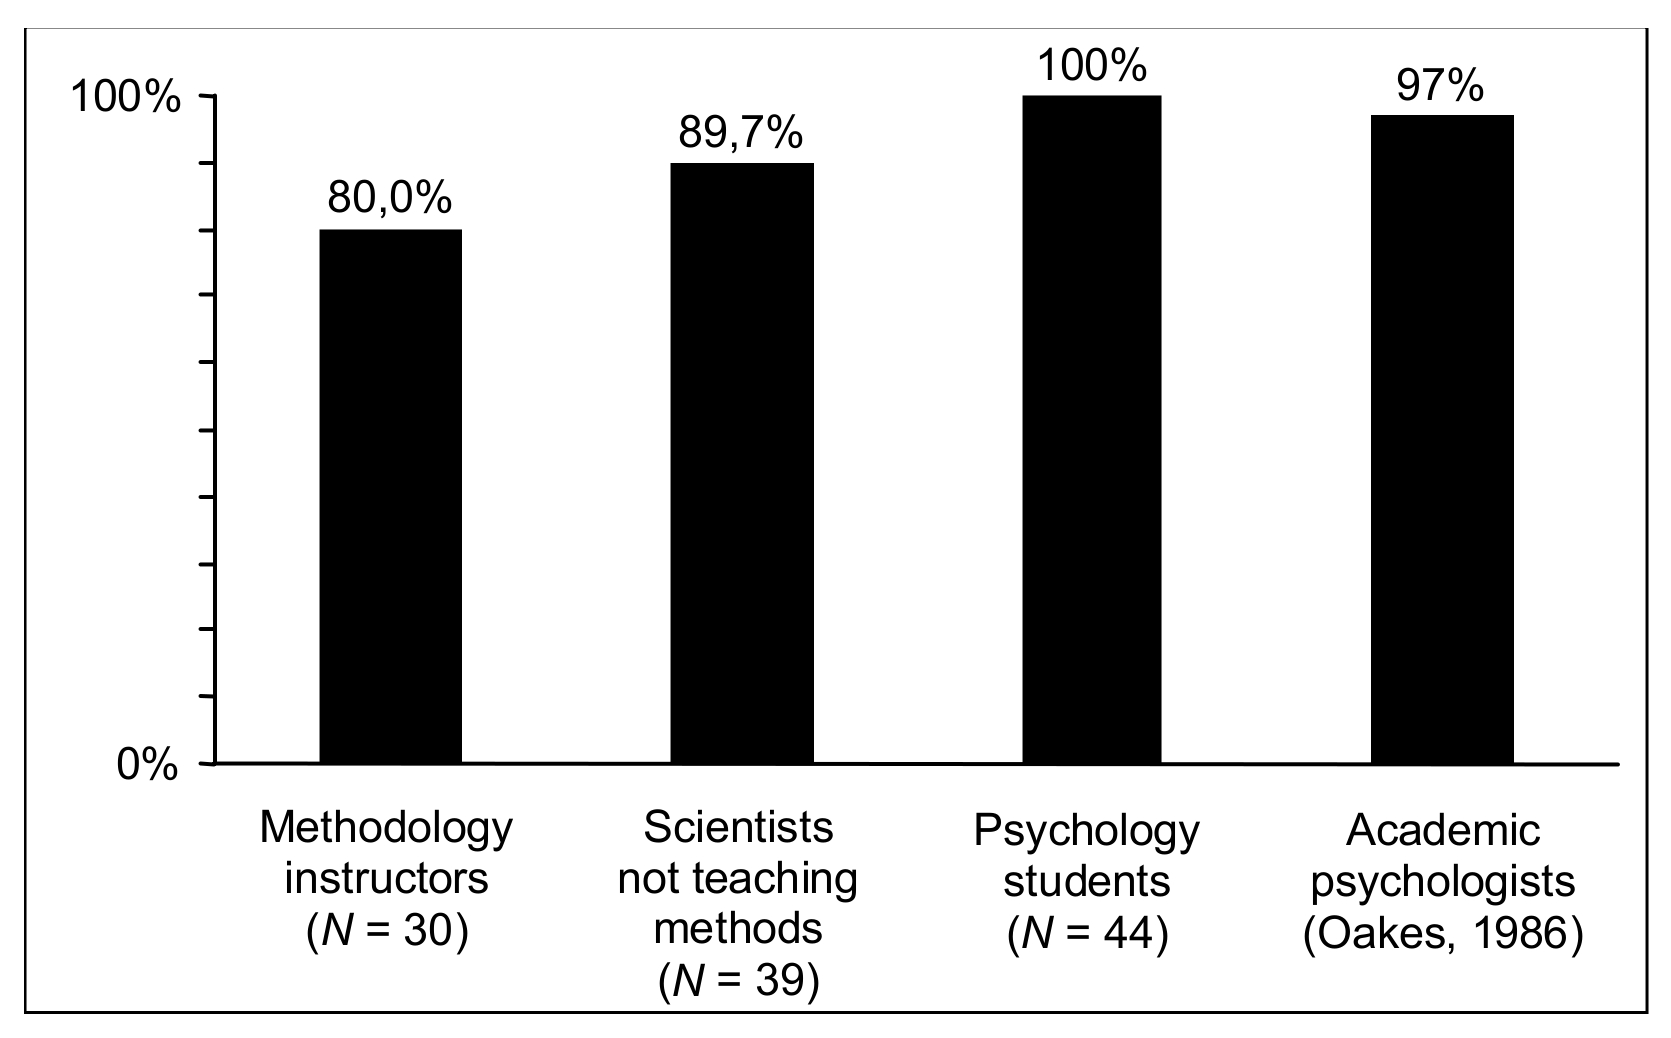 100%
97%
100%
89,7%
80,0%
0%
Methodology
instructors
(N = 30)
Scientists
not teaching
methods
(N = 39)
Psychology
students
(N = 44)
Academic
psychologists
(Oakes, 1986)